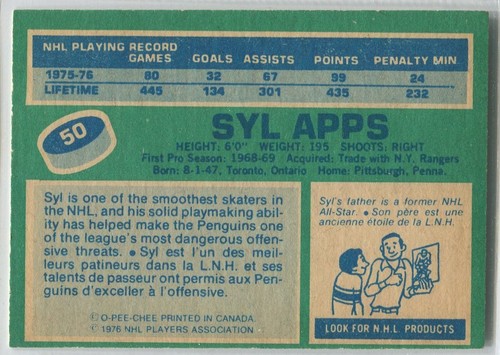 NHL PLAYING RECORD
GAMES GOALS ASSISTS POINTS PENALTY MIN.
1975-76 80 32 67 99 24
LIFETIME 445 134 301 435 232
50
SYL APPS
HEIGHT: 6'0" WEIGHT: 195 SHOOTS: RIGHT
First Pro Season: 1968-69 Acquired: Trade with N.Y. Rangers
Born: 8-1-47, Toronto, Ontario Home: Pittsburgh, Penna.
Syl is one of the smoothest skaters
in the NHL, and his solid playmaking abil-
ity has helped make the Penguins one
of the league's most dangerous offen-
sive threats. • Syl est l'un des meil-
leurs patineurs dans la L.N.H. et ses
talents de passeur ont permis aux Pen-
guins d'exceller à l'offensive.
©O-PEE-CHEE PRINTED IN CANADA.
©1976 NHL PLAYERS ASSOCIATION
Syl's father is a former NHL
All-Star. • Son père est une
ancienne étoile de la L.N.H.
LOOK FOR N.H.L. PRODUCTS